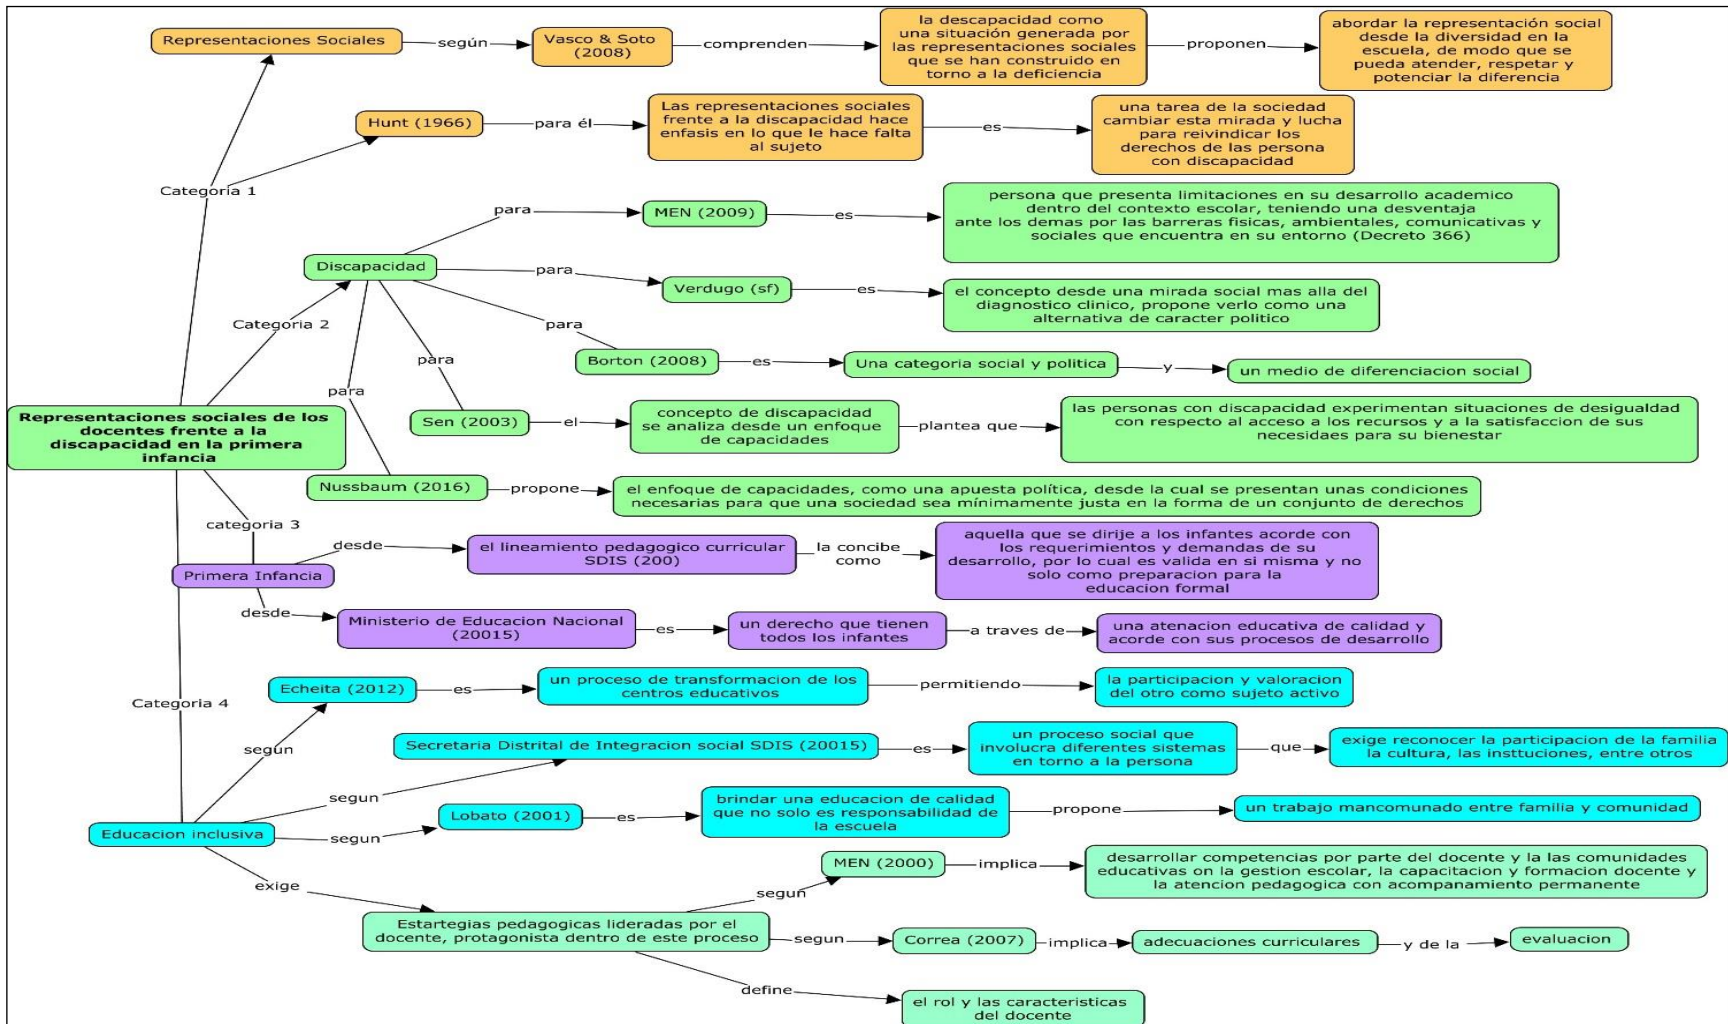 Representaciones Sociales
según
Vasco & Soto
(2008)
comprenden
la descapacidad como
una situación generada por
las representaciones sociales
que se han construido en
torno a la deficiencia
proponen
abordar la representación social
desde la diversidad en la
escuela, de modo que se
pueda atender, respetar y
potenciar la diferencia
Hunt (1966)
para él
Las representaciones sociales
frente a la discapacidad hace
enfasis en lo que le hace falta
al sujeto
es
una tarea de la sociedad
cambiar esta mirada y lucha
para reivindicar los
derechos de las persona
con discapacidad
Categoria 1
para
MEN (2009)
es
persona que presenta limitaciones en su desarrollo academico
dentro del contexto escolar, teniendo una desventaja
ante los demas por las barreras fisicas, ambientales, comunicativas y
sociales que encuentra en su entorno (Decreto 366)
Discapacidad
para
Verdugo (sf)
es
el concepto desde una mirada social mas alla del
diagnostico clinico, propone verlo como una
alternativa de caracter politico
Categoria 2
para
Borton (2008)
es
Una categoria social y politica
y
un medio de diferenciacion social
para
Sen (2003)
el
concepto de discapacidad
se analiza desde un enfoque
de capacidades
plantea que
las personas con discapacidad experimentan situaciones de desigualdad
con respecto al acceso a los recursos y a la satisfaccion de sus
necesidaes para su bienestar
para
Representaciones sociales de los
docentes frente a la
discapacidad en la primera
infancia
Nussbaum (2016)
propone
el enfoque de capacidades, como una apuesta política, desde la cual se presentan unas condiciones
necesarias para que una sociedad sea mínimamente justa en la forma de un conjunto de derechos
categoria 3
desde
el lineamiento pedagogico curricular
SDIS (200)
la concibe
como
aquella que se dirije a los infantes acorde con
los requerimientos y demandas de su
desarrollo, por lo cual es valida en si misma y no
solo como preparacion para la
educacion formal
Primera Infancia
desde
Ministerio de Educacion Nacional
(20015)
es
un derecho que tienen
todos los infantes
a traves de
una atenacion educativa de calidad y
acorde con sus procesos de desarrollo
Categoria 4
Echeita (2012)
es
un proceso de transformacion de los
centros educativos
permitiendo
la participacion y valoracion
del otro como sujeto activo
según
Secretaria Distrital de Integracion social SDIS (20015)
es
un proceso social que
involucra diferentes sistemas
en torno a la persona
que
exige reconocer la participacion de la familia
la cultura, las insttuciones, entre otros
segun
Educacion inclusiva
segun
Lobato (2001)
es
brindar una educacion de calidad
que no solo es responsabilidad de
la escuela
propone
un trabajo mancomunado entre familia y comunidad
exige
segun
MEN (2000)
implica
desarrollar competencias por parte del docente y la las comunidades
educativas on la gestion escolar, la capacitacion y formacion docente y
la atencion pedagogica con acompanamiento permanente
Estartegias pedagogicas lideradas por el
docente, protagonista dentro de este proceso
segun
Correa (2007)
implica
adecuaciones curriculares
y de la
evaluacion
define
el rol y las caracteristicas
del docente